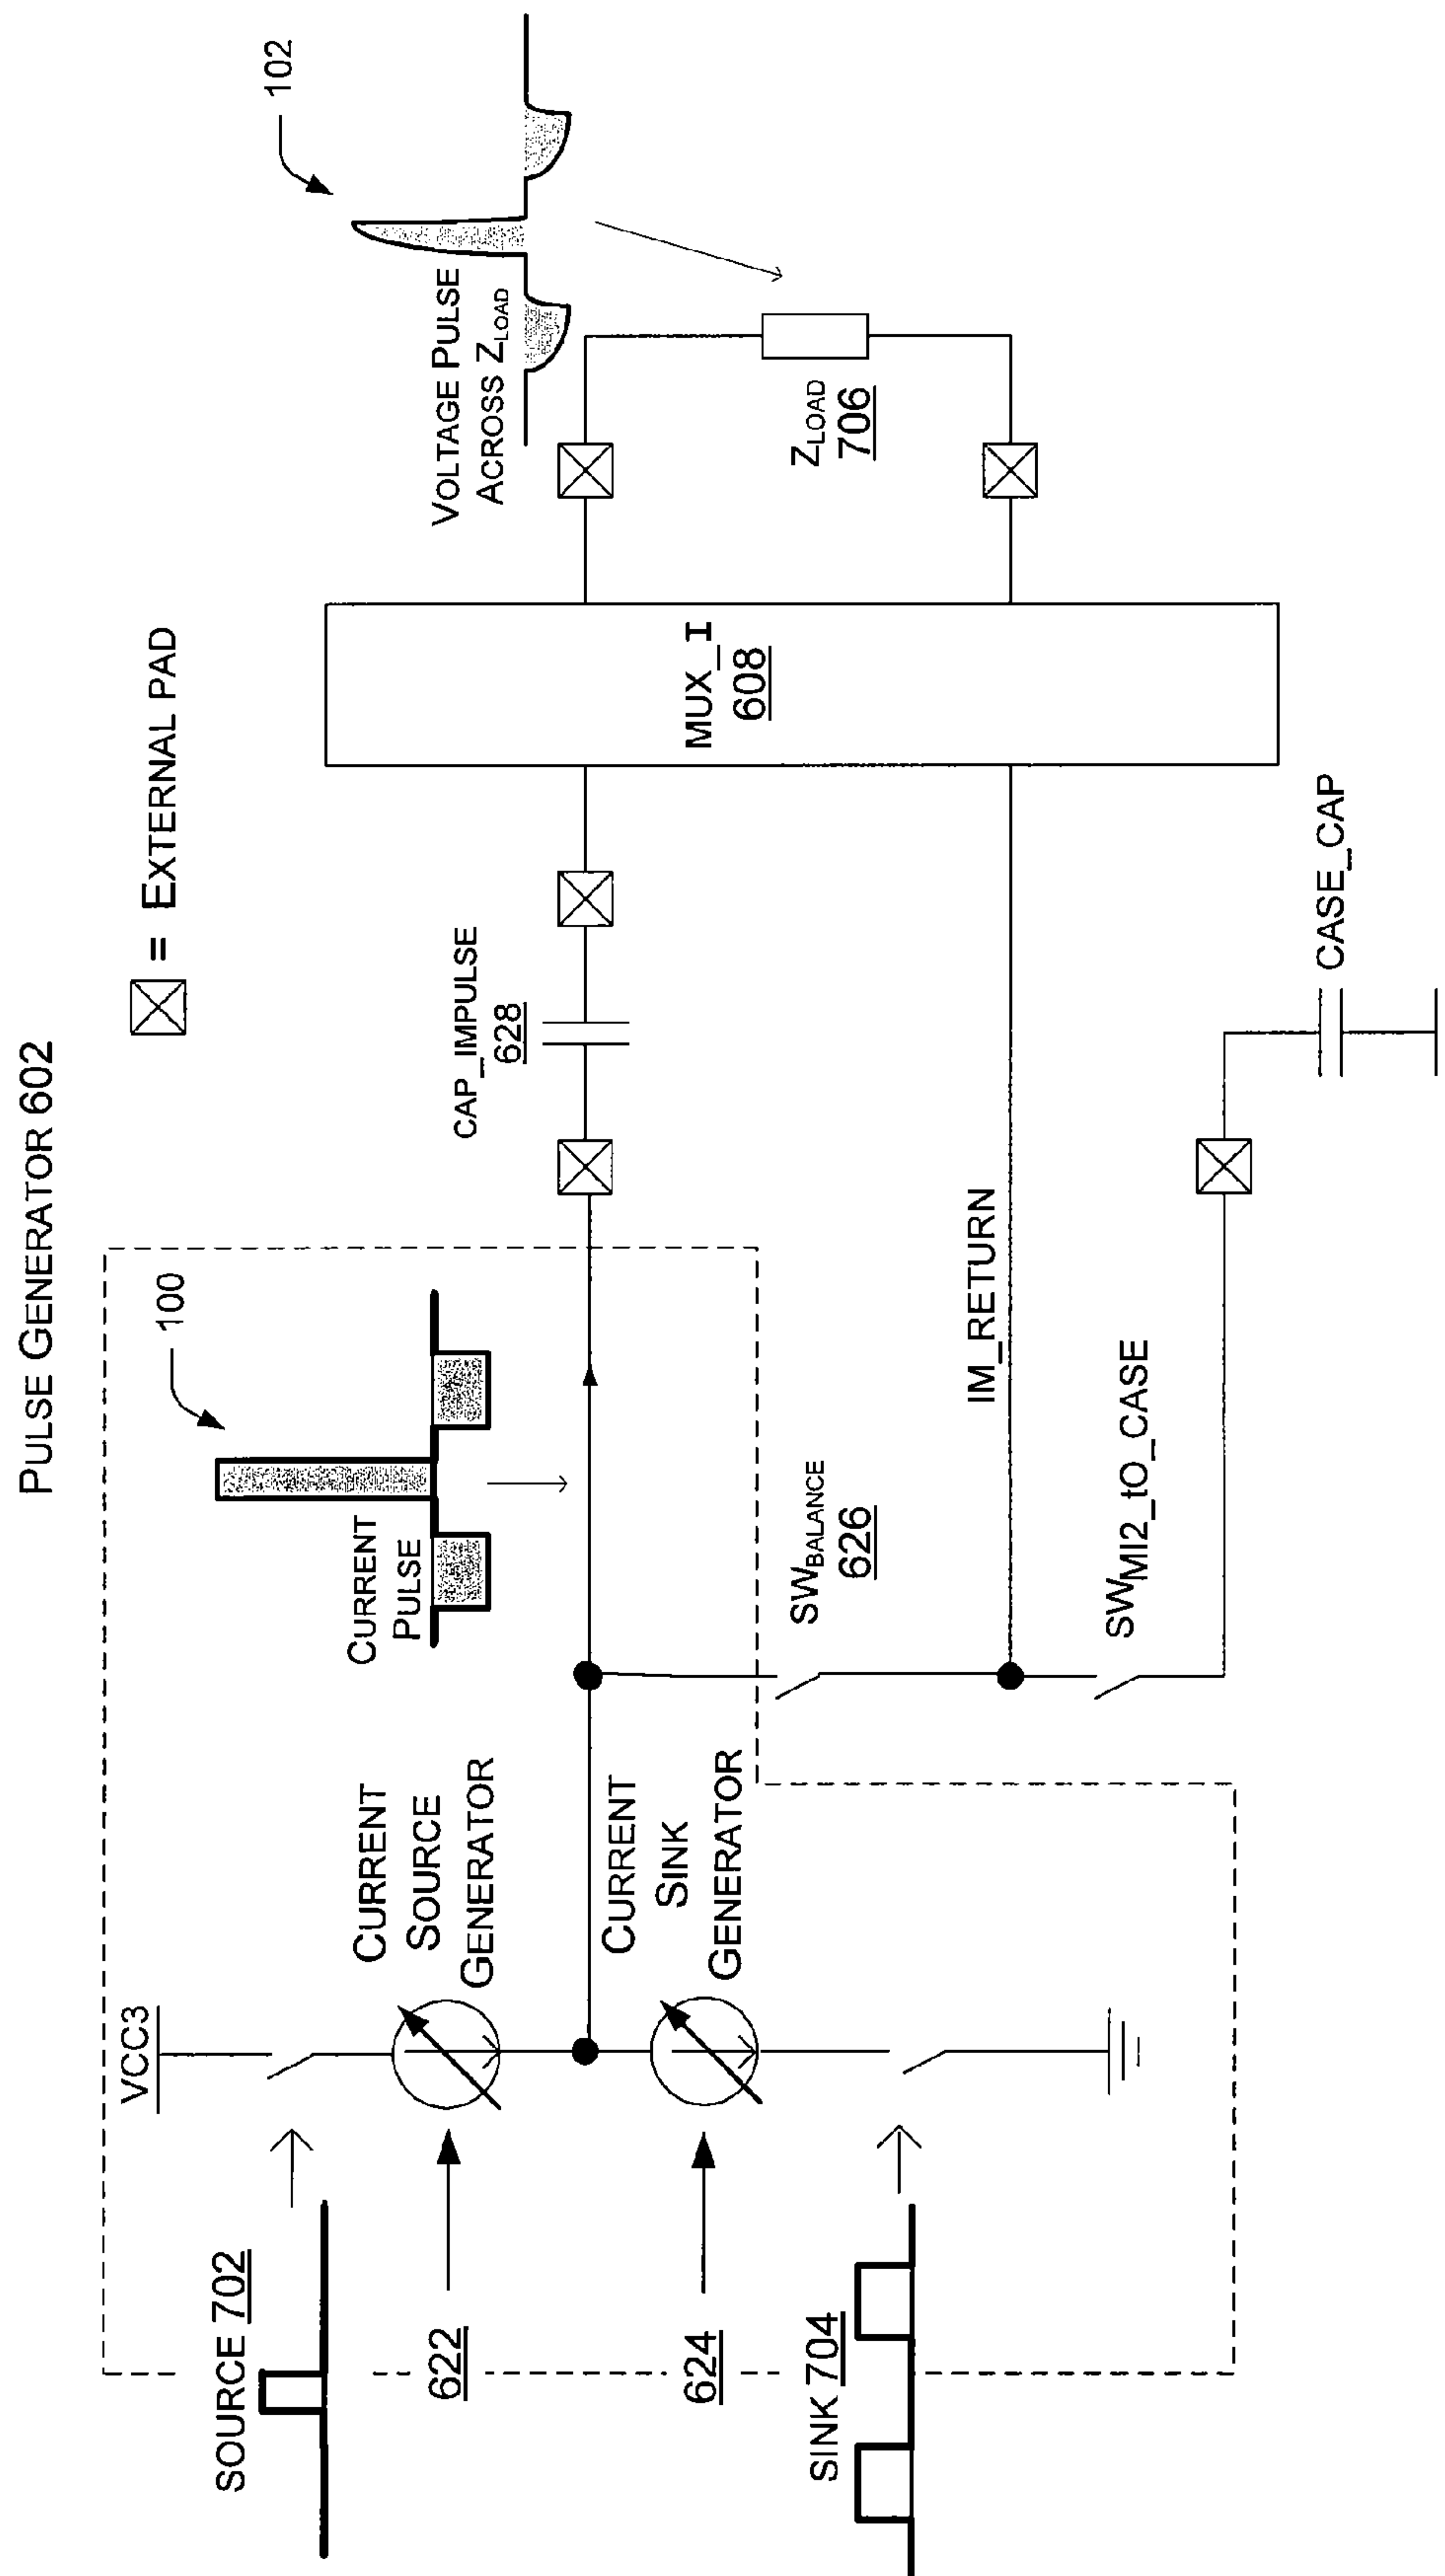 PULSE GENERATOR 602
= EXTERNAL PAD
100
102
CURRENT
PULSE
VOLTAGE PULSE
ACROSS ZLOAD
VCC3
SOURCE 702
CURRENT
SOURCE
GENERATOR
622
CAP_IMPULSE
628
CURRENT
SINK
GENERATOR
624
MUX_I
608
ZLOAD
706
SWBALANCE
626
SINK 704
IM_RETURN
SWMI2_tO_CASE
CASE_CAP